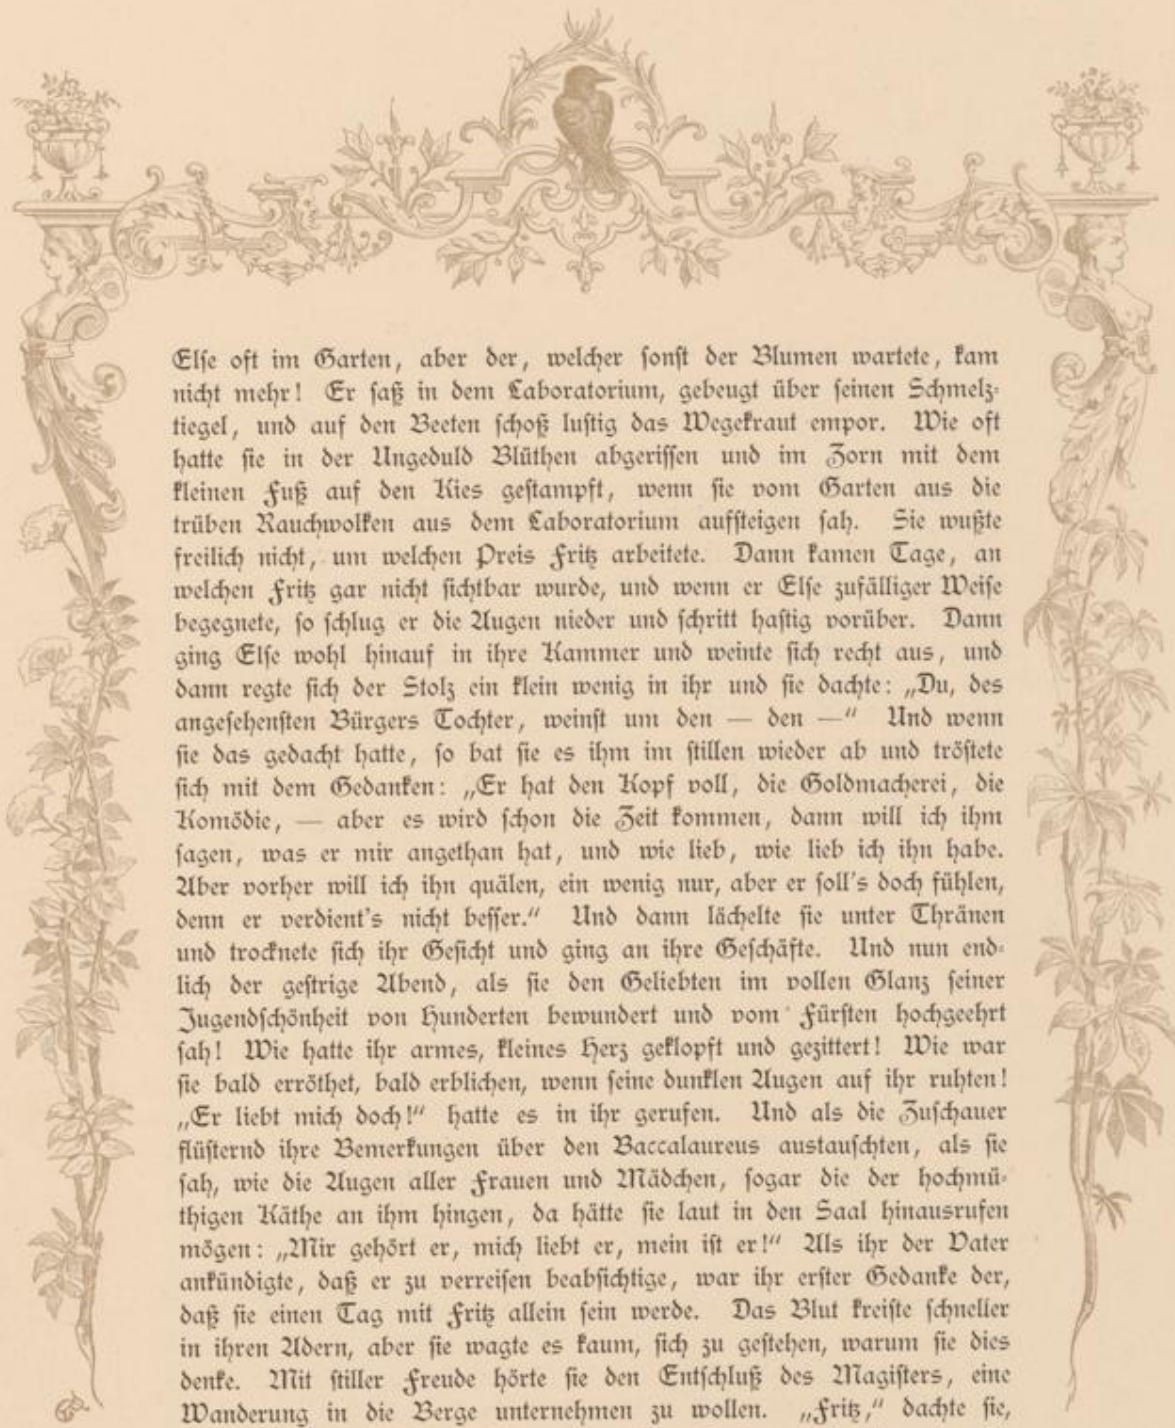 Else oft im Garten, aber der, welcher sonst der Blumen wartete, kam
nicht mehr! Er saß in dem Laboratorium, gebeugt über seinen Schmelz-
tiegel, und auf den Beeten schoß lustig das Wegekraut empor. Wie oft
hatte sie in der Ungeduld Blüthen abgerissen und im Zorn mit dem
kleinen Fuß auf den Kies gestampft, wenn sie vom Garten aus die
trüben Rauchwolken aus dem Laboratorium aufsteigen sah. Sie wußte
freilich nicht, um welchen Preis Fritz arbeitete. Dann kamen Tage, an
welchen Fritz gar nicht sichtbar wurde, und wenn er Else zufälliger Weise
begegnete, so schlug er die Augen nieder und schritt hastig vorüber. Dann
ging Else wohl hinauf in ihre Kammer und weinte sich recht aus, und
dann regte sich der Stolz ein klein wenig in ihr und sie dachte: „Du, des
angesehensten Bürgers Tochter, weinst um den — den —“ Und wenn
sie das gedacht hatte, so bat sie es ihm im stillen wieder ab und tröstete
sich mit dem Gedanken: „Er hat den Kopf voll, die Goldmacherei, die
Komödie, — aber es wird schon die Zeit kommen, dann will ich ihm
sagen, was er mir angethan hat, und wie lieb, wie lieb ich ihn habe.
Aber vorher will ich ihn quälen, ein wenig nur, aber er soll's doch fühlen,
denn er verdient's nicht besser.“ Und dann lächelte sie unter Thränen
und trocknete sich ihr Gesicht und ging an ihre Geschäfte. Und nun end-
lich der gestrige Abend, als sie den Geliebten im vollen Glanz seiner
Jugendschönheit von Hunderten bewundert und vom Fürsten hochgeehrt
sah! Wie hatte ihr armes, kleines Herz geklopft und gezittert! Wie war
sie bald erröthet, bald erblichen, wenn seine dunklen Augen auf ihr ruhten!
„Er liebt mich doch!“ hatte es in ihr gerufen. Und als die Zuschauer
flüsternd ihre Bemerkungen über den Baccalaureus austauschten, als sie
sah, wie die Augen aller Frauen und Mädchen, sogar die der hochmü-
thigen Käthe an ihm hingen, da hätte sie laut in den Saal hinausrufen
mögen: „Mir gehört er, mich liebt er, mein ist er!“ Als ihr der Vater
ankündigte, daß er zu verreisen beabsichtige, war ihr erster Gedanke der,
daß sie einen Tag mit Fritz allein sein werde. Das Blut kreiste schneller
in ihren Adern, aber sie wagte es kaum, sich zu gestehen, warum sie dies
denke. Mit stiller Freude hörte sie den Entschluß des Magisters, eine
Wanderung in die Berge unternehmen zu wollen. „Fritz,“ dachte sie,